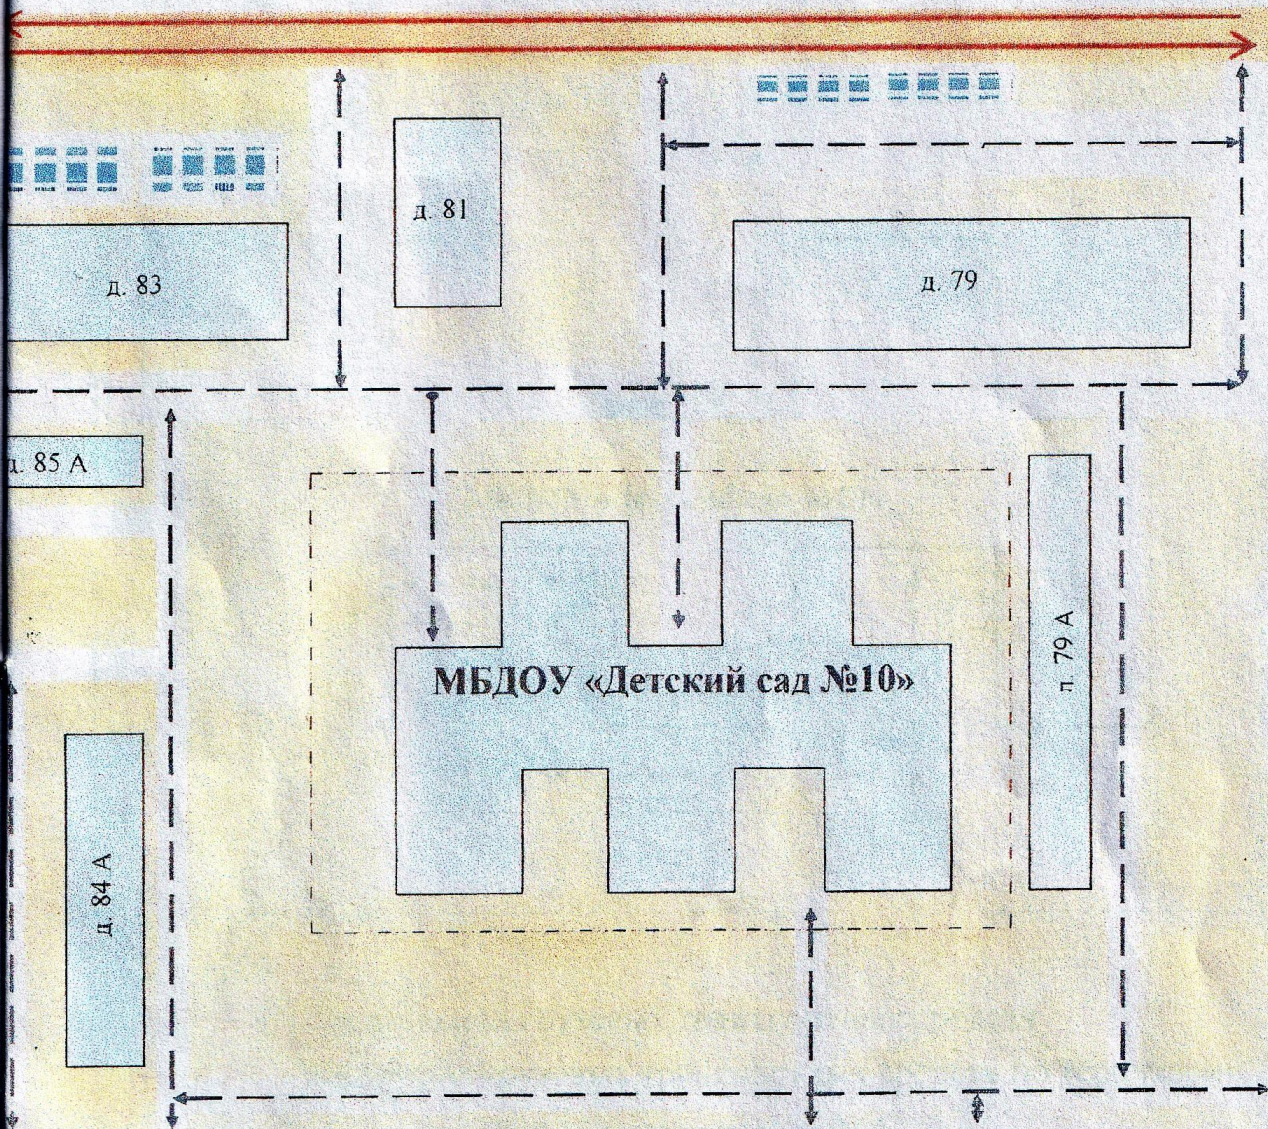 д. 81
д. 83
д. 79
д. 85 А
МБДОУ «Детский сад №10»
п. 79 А
д. 84 А